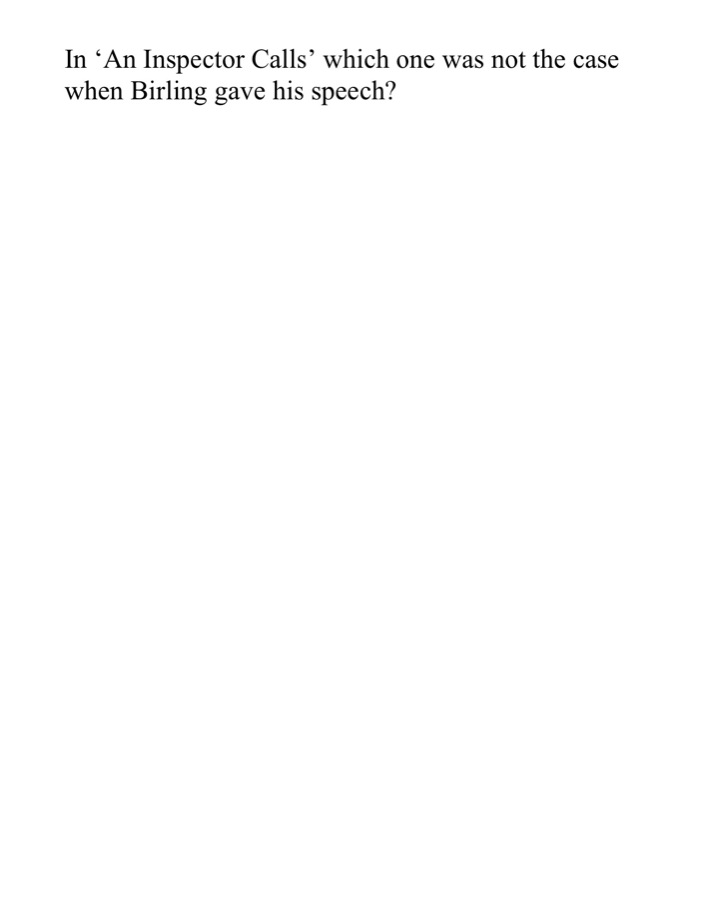 In ‘An Inspector Calls’ which one was not the case
when Birling gave his speech?